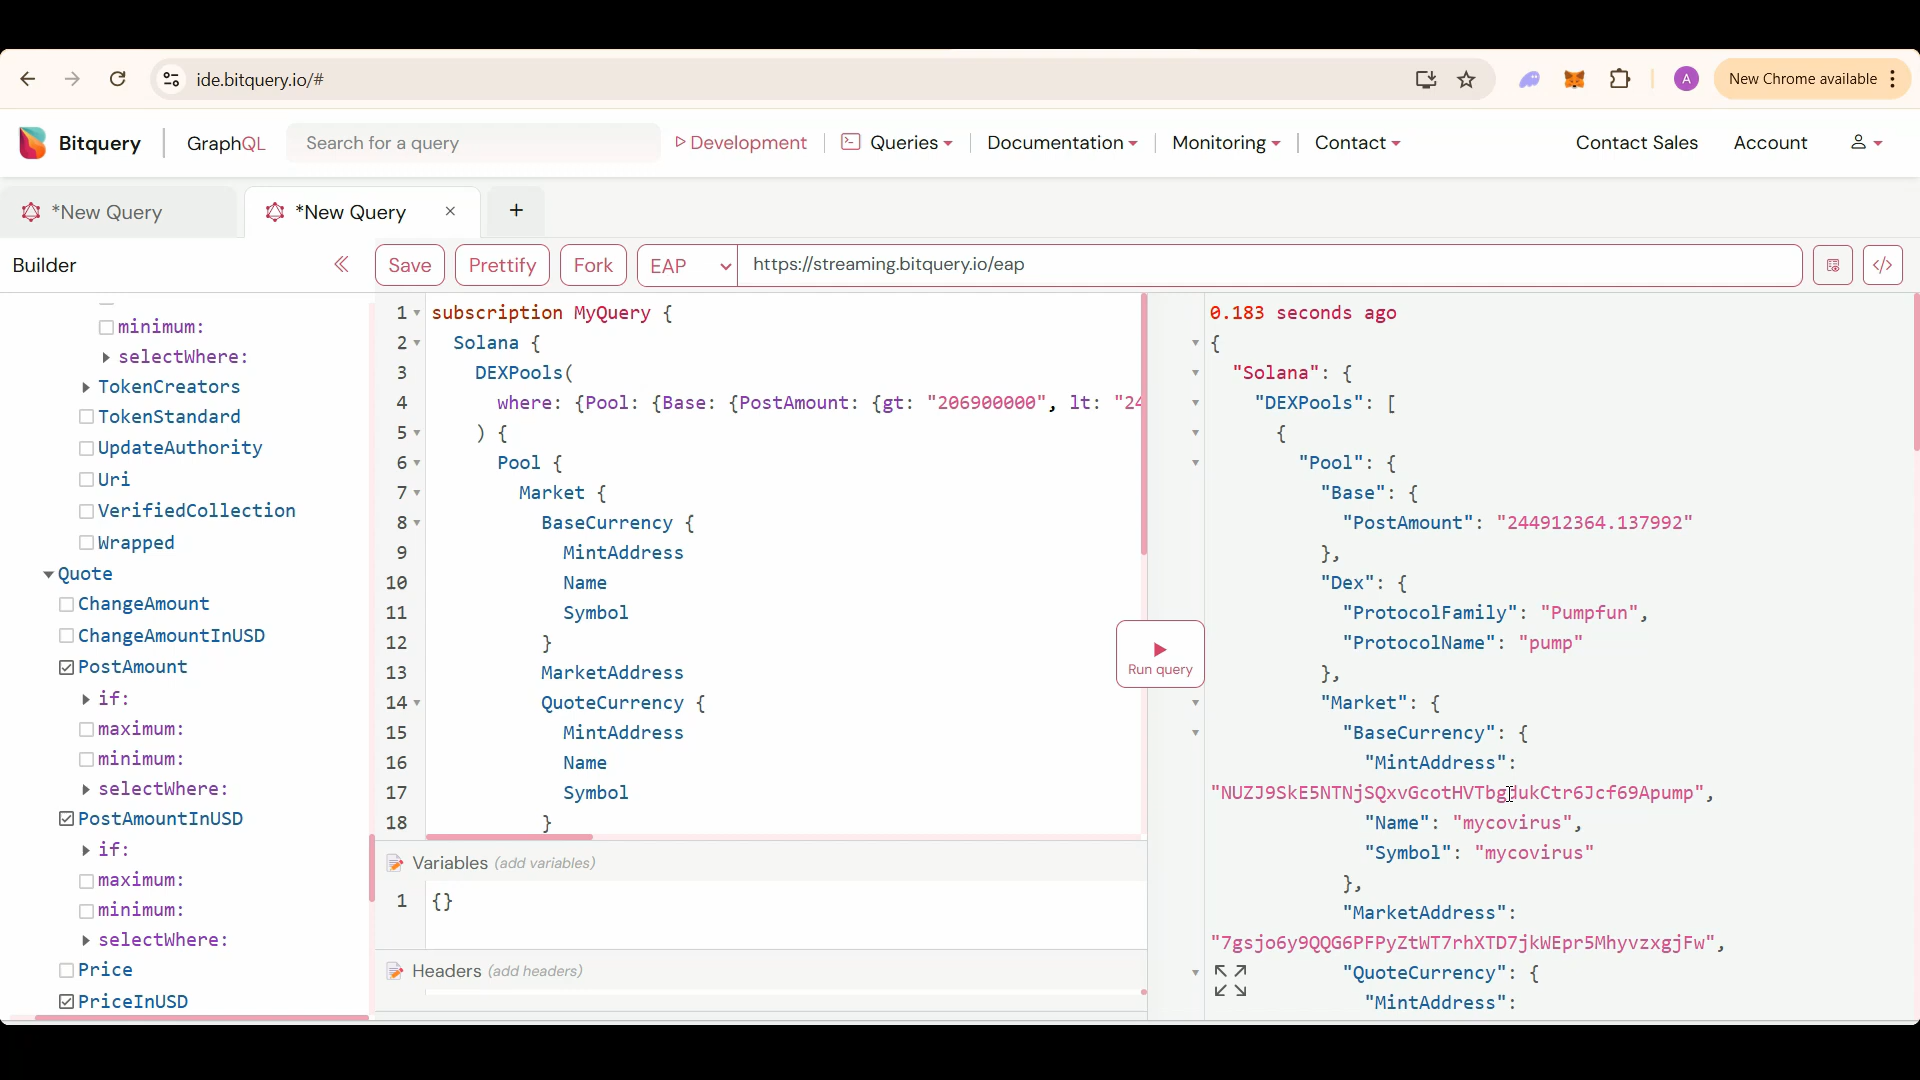 ide.bitquery.io/#
A
New Chrome available
Bitquery
GraphQL
Search for a query
Development
Queries
Documentation
Monitoring
Contact
Contact Sales
Account
*New Query
*New Query
Builder
Save
Prettify
Fork
EAP
https://streaming.bitquery.io/eap
minimum:
selectWhere:
TokenCreators
TokenStandard
UpdateAuthority
Uri
VerifiedCollection
Wrapped
Quote
ChangeAmount
ChangeAmountInUSD
PostAmount
if:
maximum:
minimum:
selectWhere:
PostAmountInUSD
if:
maximum:
minimum:
selectWhere:
Price
PriceInUSD
1 subscription MyQuery {
2 Solana {
3 DEXPools(
4 where: {Pool: {Base: {PostAmount: {gt: "206900000", lt: "24
5 ) {
6 Pool {
7 Market {
8 BaseCurrency {
9 MintAddress
10 Name
11 Symbol
12 }
13 MarketAddress
14 QuoteCurrency {
15 MintAddress
16 Name
17 Symbol
18 }
Variables (add variables)
1 {}
Headers (add headers)
Run query
0.183 seconds ago
{
"Solana": {
"DEXPools": [
{
"Pool": {
"Base": {
"PostAmount": "244912364.137992"
},
"Dex": {
"ProtocolFamily": "Pumpfun",
"ProtocolName": "pump"
},
"Market": {
"BaseCurrency": {
"MintAddress":
"NUZJ9SkE5NTNjSQxvGcotHVTbgdukCtr6Jcf69Apump",
"Name": "mycovirus",
"Symbol": "mycovirus"
},
"MarketAddress":
"7gsjo6y9QQG6PFPyZtWT7rhXTD7jkWEpr5MhyvzxgjFw",
"QuoteCurrency": {
"MintAddress":